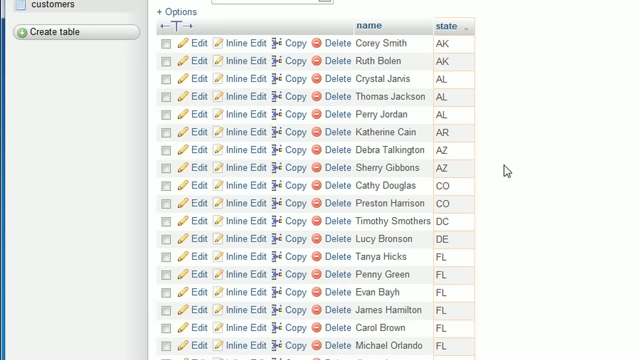 customers
Create table
+ Options
←T→ name state
Edit Inline Edit Copy Delete Corey Smith AK
Edit Inline Edit Copy Delete Ruth Bolen AK
Edit Inline Edit Copy Delete Crystal Jarvis AL
Edit Inline Edit Copy Delete Thomas Jackson AL
Edit Inline Edit Copy Delete Perry Jordan AL
Edit Inline Edit Copy Delete Katherine Cain AR
Edit Inline Edit Copy Delete Debra Talkington AZ
Edit Inline Edit Copy Delete Sherry Gibbons AZ
Edit Inline Edit Copy Delete Cathy Douglas CO
Edit Inline Edit Copy Delete Preston Harrison CO
Edit Inline Edit Copy Delete Timothy Smothers DC
Edit Inline Edit Copy Delete Lucy Bronson DE
Edit Inline Edit Copy Delete Tanya Hicks FL
Edit Inline Edit Copy Delete Penny Green FL
Edit Inline Edit Copy Delete Evan Bayh FL
Edit Inline Edit Copy Delete James Hamilton FL
Edit Inline Edit Copy Delete Carol Brown FL
Edit Inline Edit Copy Delete Michael Orlando FL